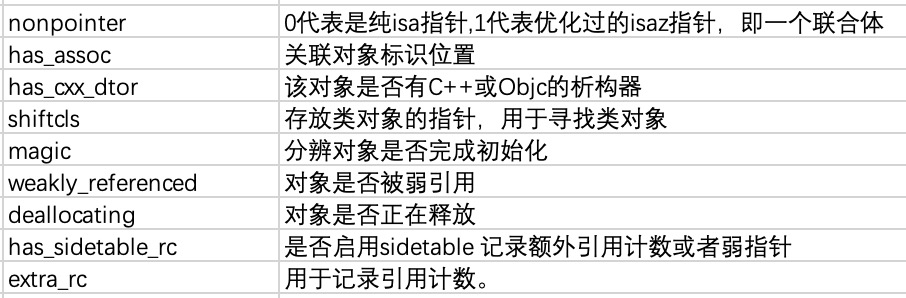 nonpointer 0代表是纯isa指针,1代表优化过的isaz指针，即一个联合体
has_assoc 关联对象标识位置
has_cxx_dtor 该对象是否有C++或Objc的析构器
shiftcls 存放类对象的指针，用于寻找类对象
magic 分辨对象是否完成初始化
weakly_referenced 对象是否被弱引用
deallocating 对象是否正在释放
has_sidetable_rc 是否启用sidetable 记录额外引用计数或者弱指针
extra_rc 用于记录引用计数。